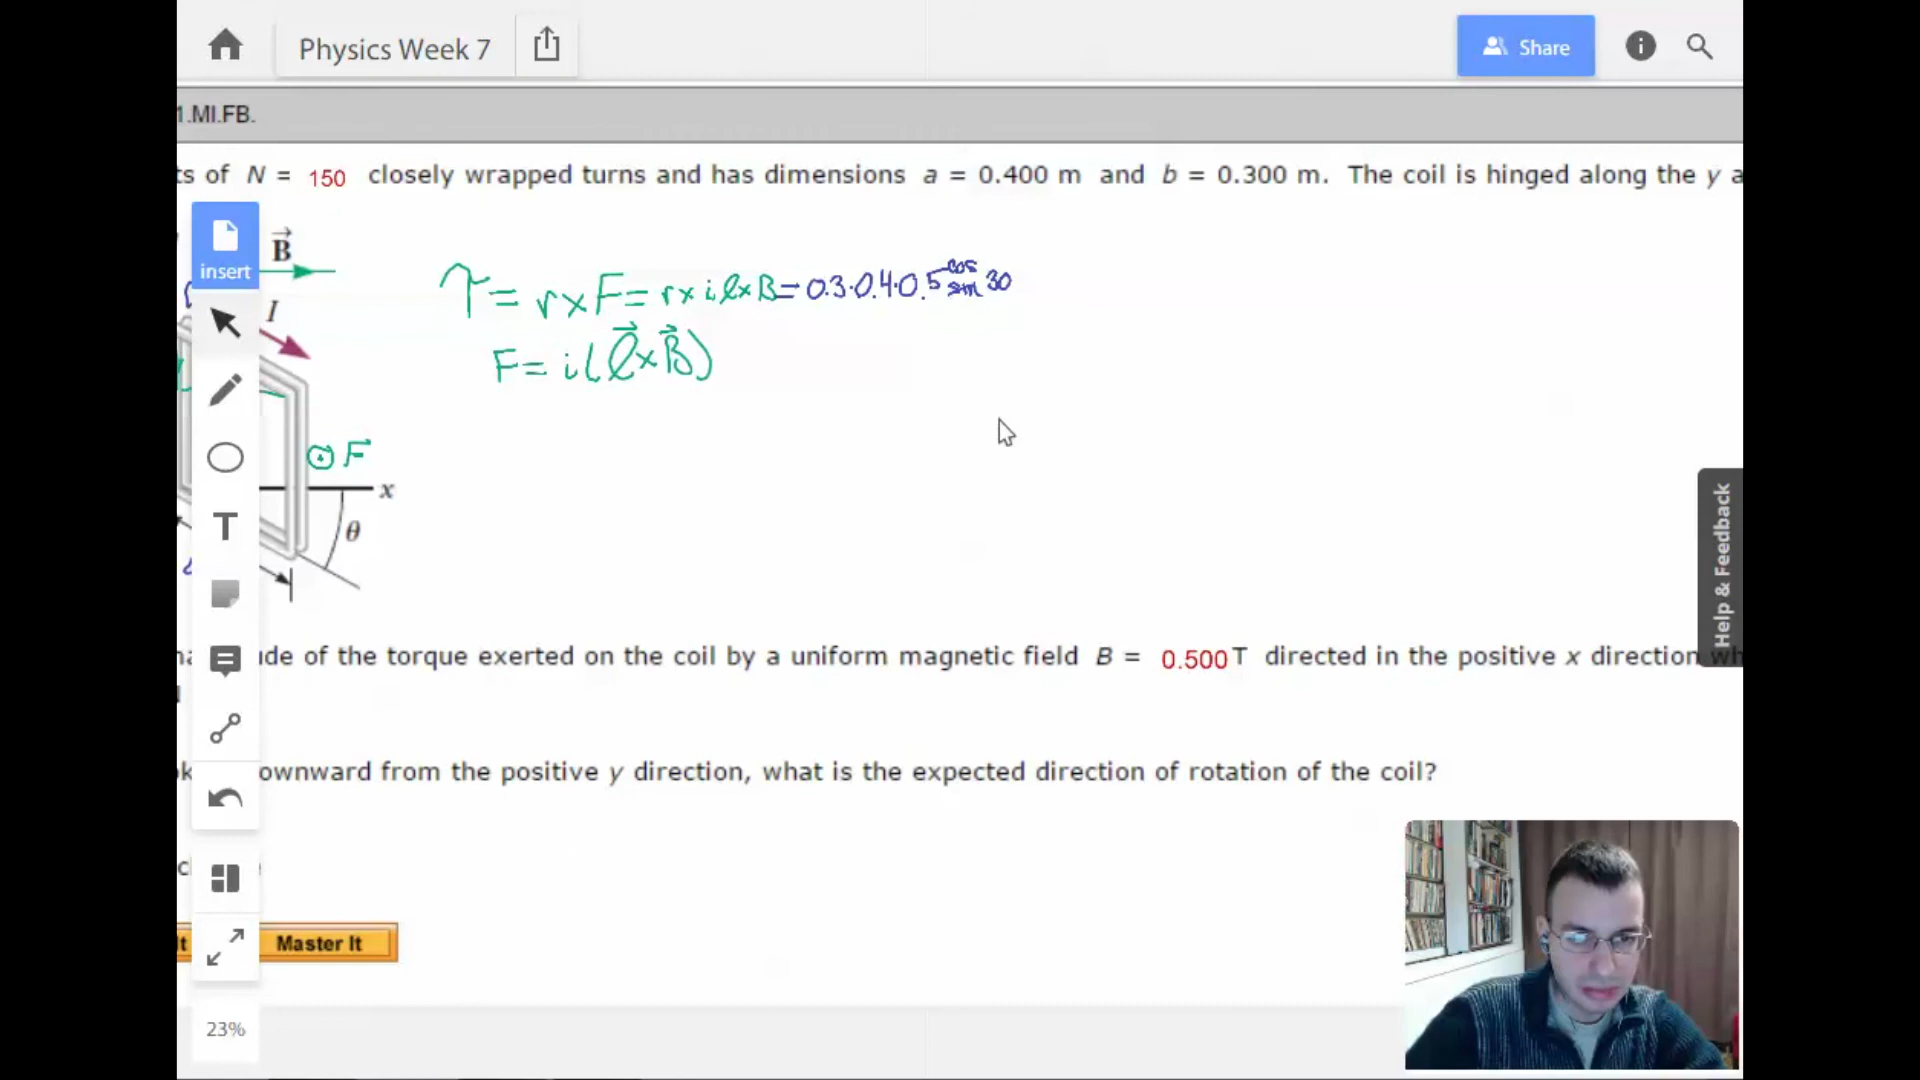 Physics Week 7
Share
1.MI.FB.
ts of N = 150 closely wrapped turns and has dimensions a = 0.400 m and b = 0.300 m. The coil is hinged along the y a
insert
B
I
τ = r x F = r x i l x B = 0.3·0.4·0.5 cos sin 30
F = i(l x B)
F
x
θ
T
Help & Feedback
ude of the torque exerted on the coil by a uniform magnetic field B = 0.500 T directed in the positive x direction wh
ownward from the positive y direction, what is the expected direction of rotation of the coil?
It Master It
23%